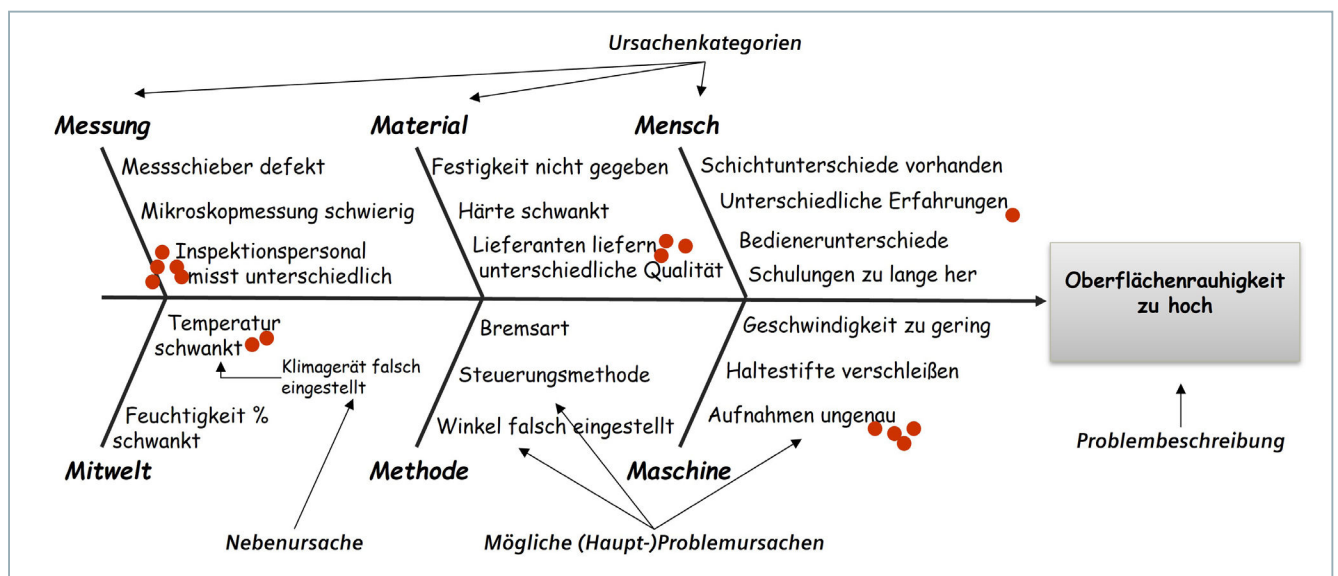 Ursachenkategorien
Messung
Material
Mensch
Messschieber defekt
Mikroskopmessung schwierig
Inspektionspersonal
misst unterschiedlich
Festigkeit nicht gegeben
Härte schwankt
Lieferanten liefern
unterschiedliche Qualität
Schichtunterschiede vorhanden
Unterschiedliche Erfahrungen
Bedienerunterschiede
Schulungen zu lange her
Oberflächenrauhigkeit
zu hoch
Temperatur
schwankt
Klimagerät falsch
eingestellt
Feuchtigkeit %
schwankt
Bremsart
Steuerungsmethode
Winkel falsch eingestellt
Geschwindigkeit zu gering
Haltestifte verschleißen
Aufnahmen ungenau
Mitwelt
Methode
Maschine
Problembeschreibung
Nebenursache
Mögliche (Haupt-)Problemursachen